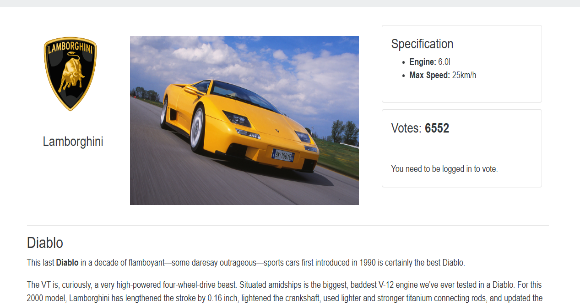 LAMBORGHINI
Lamborghini
Specification
Engine: 6.0l
Max Speed: 25km/h
Votes: 6552
You need to be logged in to vote.
Diablo
This last Diablo in a decade of flamboyant—some daresay outrageous—sports cars first introduced in 1990 is certainly the best Diablo.
The VT is, curiously, a very high-powered four-wheel-drive beast. Situated amidships is the biggest, baddest V-12 engine we've ever tested in a Diablo. For this
2000 model, Lamborghini has lengthened the stroke by 0.16 inch, lightened the crankshaft, used lighter and stronger titanium connecting rods, and updated the